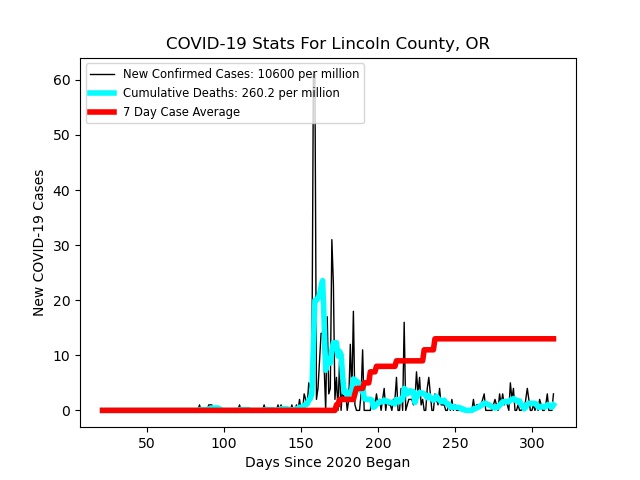 COVID-19 Stats For Lincoln County, OR
New Confirmed Cases: 10600 per million
Cumulative Deaths: 260.2 per million
7 Day Case Average
60
50
40
30
20
10
0
New COVID-19 Cases
50 100 150 200 250 300
Days Since 2020 Began